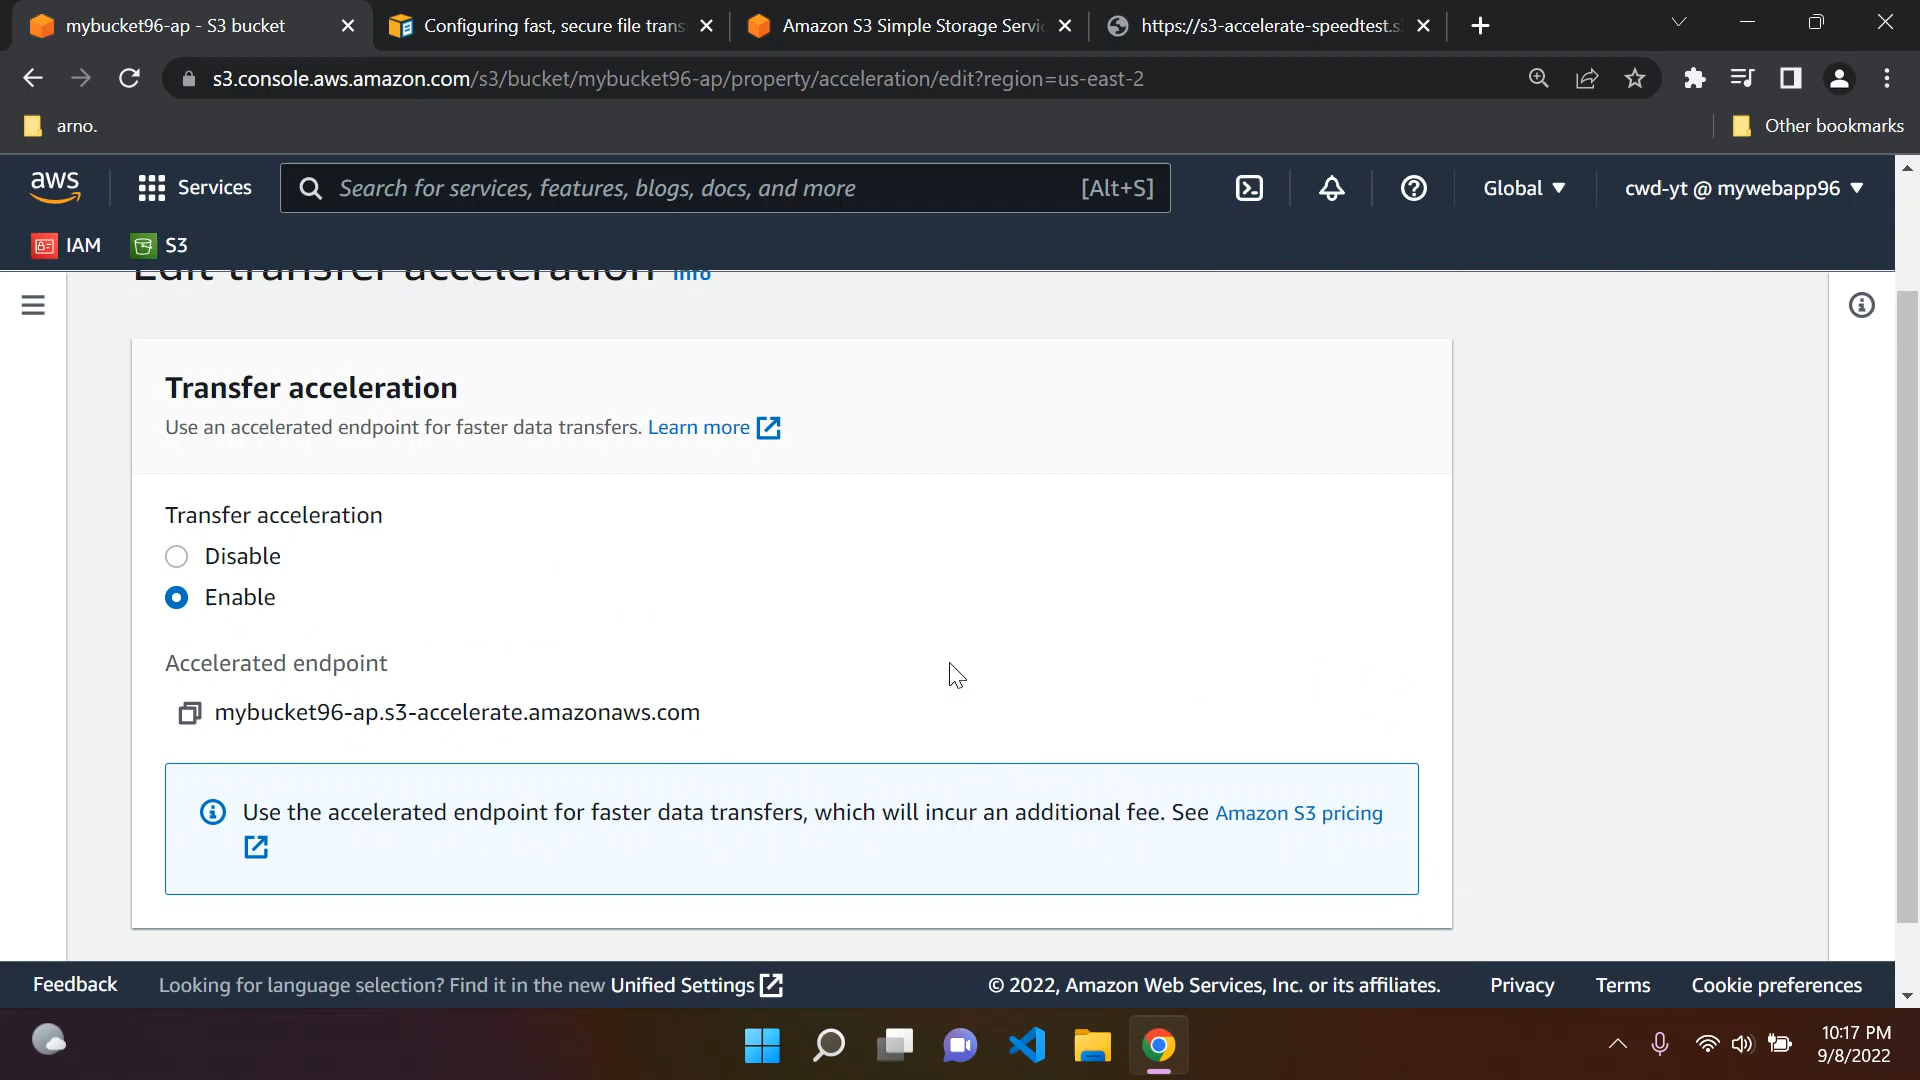 mybucket96-ap - S3 bucket
Configuring fast, secure file trans
Amazon S3 Simple Storage Servi
https://s3-accelerate-speedtest.s
s3.console.aws.amazon.com/s3/bucket/mybucket96-ap/property/acceleration/edit?region=us-east-2
arno.
Other bookmarks
aws
Services
Search for services, features, blogs, docs, and more
[Alt+S]
Global
cwd-yt @ mywebapp96
IAM
S3
Edit transfer acceleration Info
Transfer acceleration
Use an accelerated endpoint for faster data transfers. Learn more
Transfer acceleration
Disable
Enable
Accelerated endpoint
mybucket96-ap.s3-accelerate.amazonaws.com
Use the accelerated endpoint for faster data transfers, which will incur an additional fee. See Amazon S3 pricing
Feedback
Looking for language selection? Find it in the new Unified Settings
© 2022, Amazon Web Services, Inc. or its affiliates.
Privacy
Terms
Cookie preferences
10:17 PM
9/8/2022